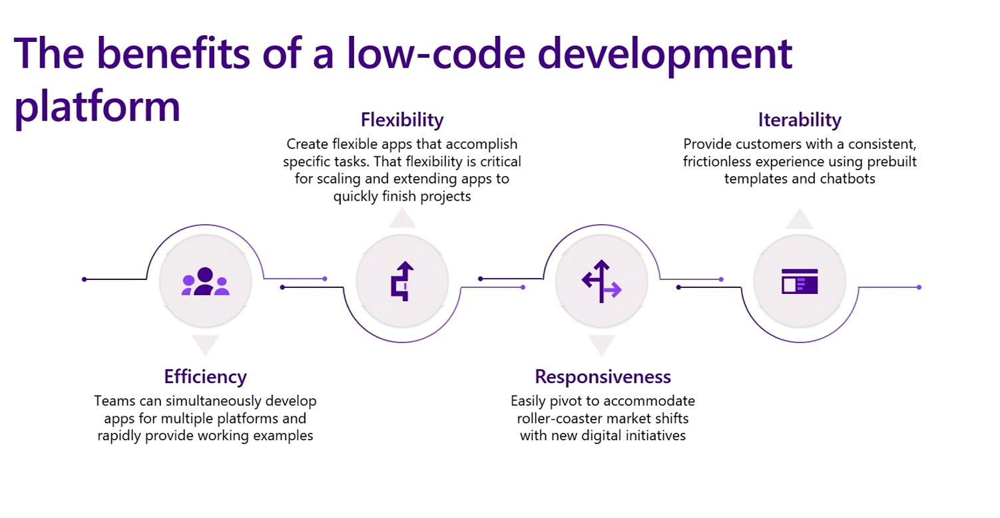 The benefits of a low-code development
platform
Flexibility
Create flexible apps that accomplish
specific tasks. That flexibility is critical
for scaling and extending apps to
quickly finish projects
Iterability
Provide customers with a consistent,
frictionless experience using prebuilt
templates and chatbots
Efficiency
Teams can simultaneously develop
apps for multiple platforms and
rapidly provide working examples
Responsiveness
Easily pivot to accommodate
roller-coaster market shifts
with new digital initiatives